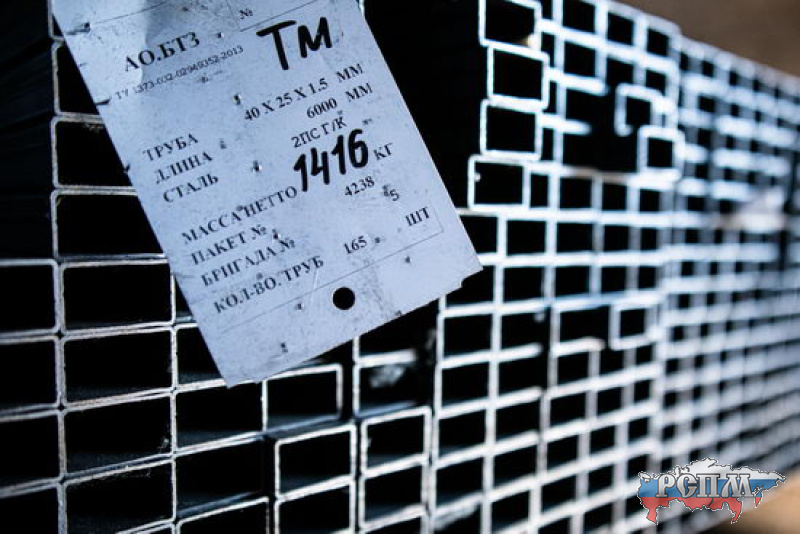 №
АО.БТЗ
ТМ
ТУ 1373-032-02949352-2013
ТРУБА 40 X 25 X 1.5 ММ
ДЛИНА 6000 ММ
СТАЛЬ 2ПС Г/К
МАССА НЕТТО 1416 КГ
ПАКЕТ № 4238
БРИГАДА № 5
КОЛ-ВО. ТРУБ 165 ШТ
РСПМ